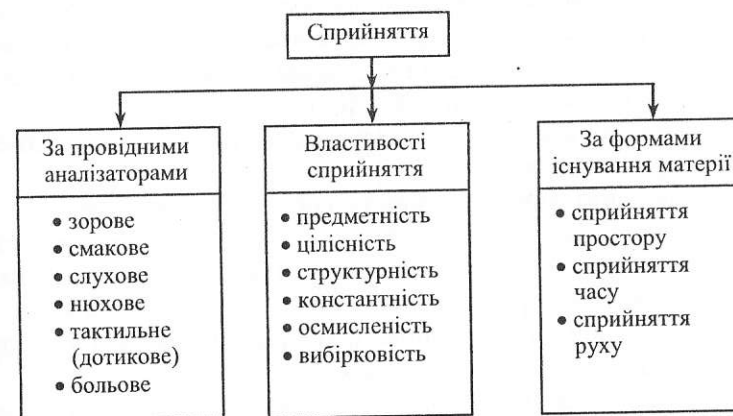 Сприйняття
За провідними
аналізаторами
• зорове
• смакове
• слухове
• нюхове
• тактильне
(дотикове)
• больове
Властивості
сприйняття
• предметність
• цілісність
• структурність
• константність
• осмисленість
• вибірковість
За формами
існування матерії
• сприйняття
простору
• сприйняття
часу
• сприйняття
руху